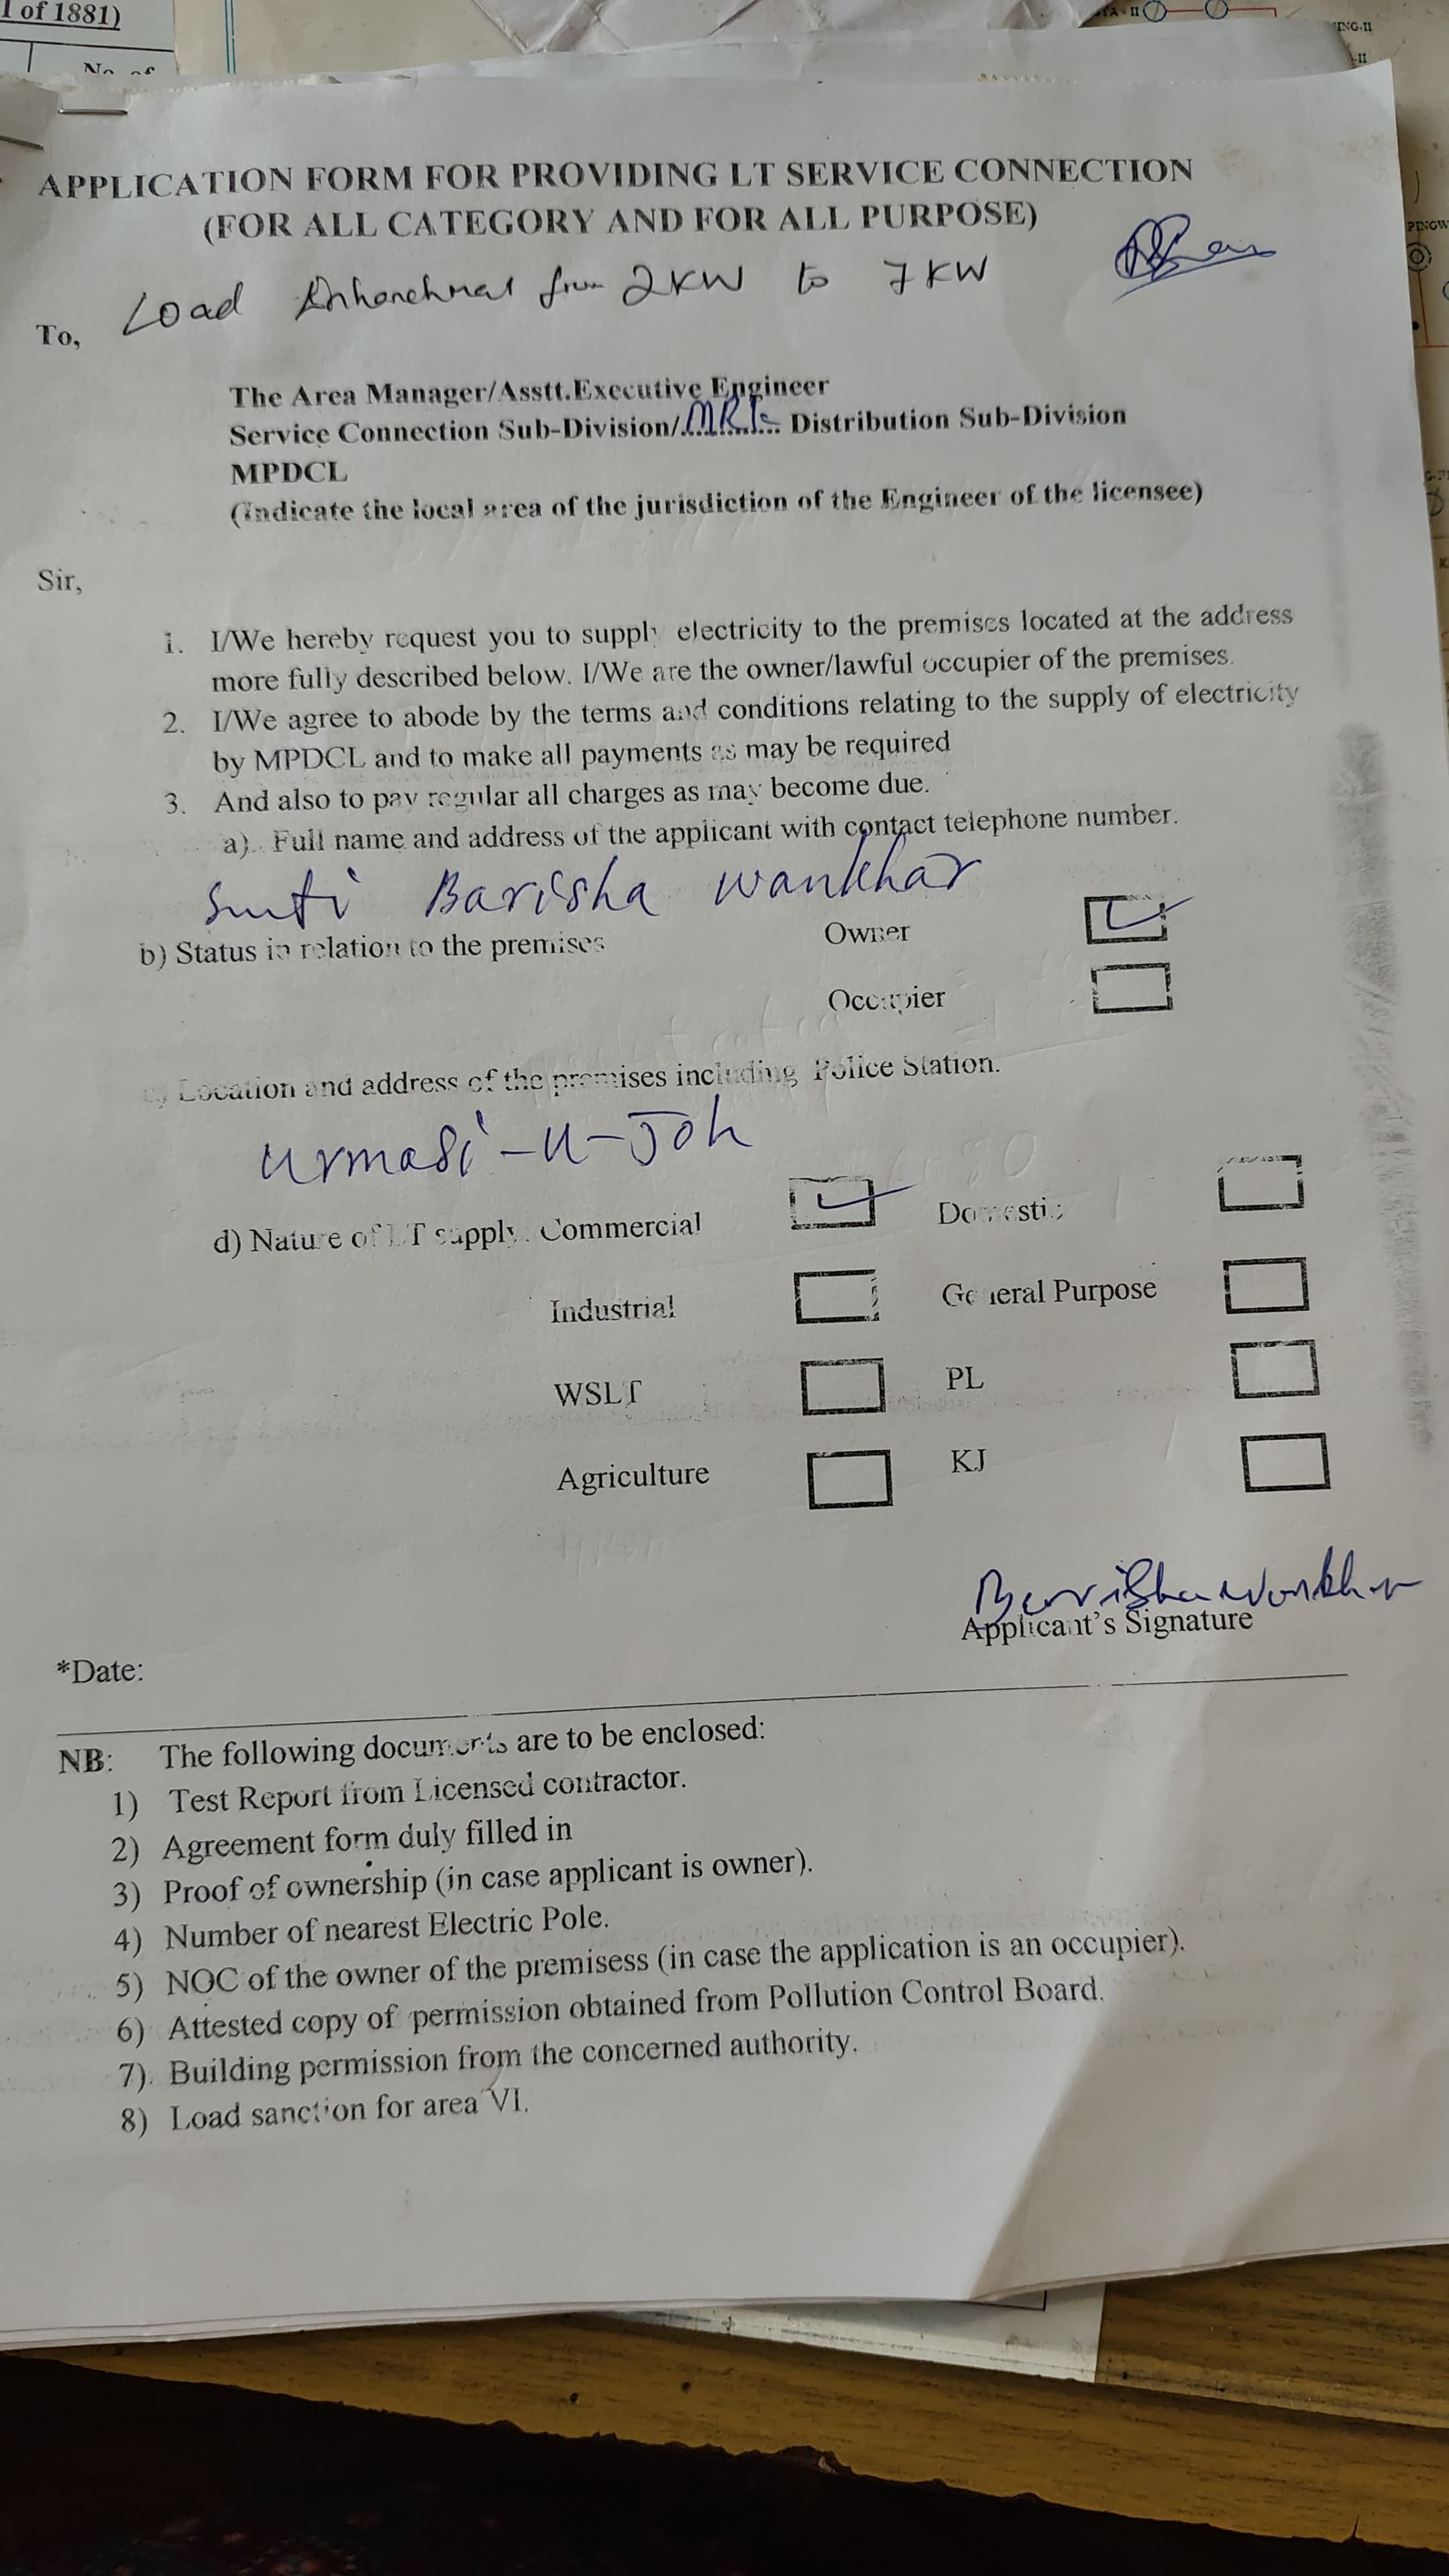 I of 1881)
No. of
APPLICATION FORM FOR PROVIDING LT SERVICE CONNECTION
(FOR ALL CATEGORY AND FOR ALL PURPOSE)
Load from 2KW to 7KW
To,
The Area Manager/Asstt.Executive Engineer
Service Connection Sub-Division/............ Distribution Sub-Division
MPDCL
(Indicate the local area of the jurisdiction of the Engineer of the licensee)
Sir,
1. I/We hereby request you to supply electricity to the premises located at the address
more fully described below. I/We are the owner/lawful occupier of the premises.
2. I/We agree to abode by the terms and conditions relating to the supply of electricity
by MPDCL and to make all payments as may be required
3. And also to pay regular all charges as may become due.
a). Full name and address of the applicant with contact telephone number.
Smti Barisha Wankhar
b) Status in relation to the premises Owner
Occupier
c) Location and address of the premises including Police Station.
Urmasi-U-Joh
d) Nature of LT supply. Commercial Domestic
Industrial General Purpose
WSLT PL
Agriculture KJ
Barisha Wankhar
Applicant's Signature
*Date:
NB: The following documents are to be enclosed:
1) Test Report from Licensed contractor.
2) Agreement form duly filled in
3) Proof of ownership (in case applicant is owner).
4) Number of nearest Electric Pole.
5) NOC of the owner of the premisess (in case the application is an occupier).
6) Attested copy of permission obtained from Pollution Control Board.
7). Building permission from the concerned authority.
8) Load sanction for area VI.